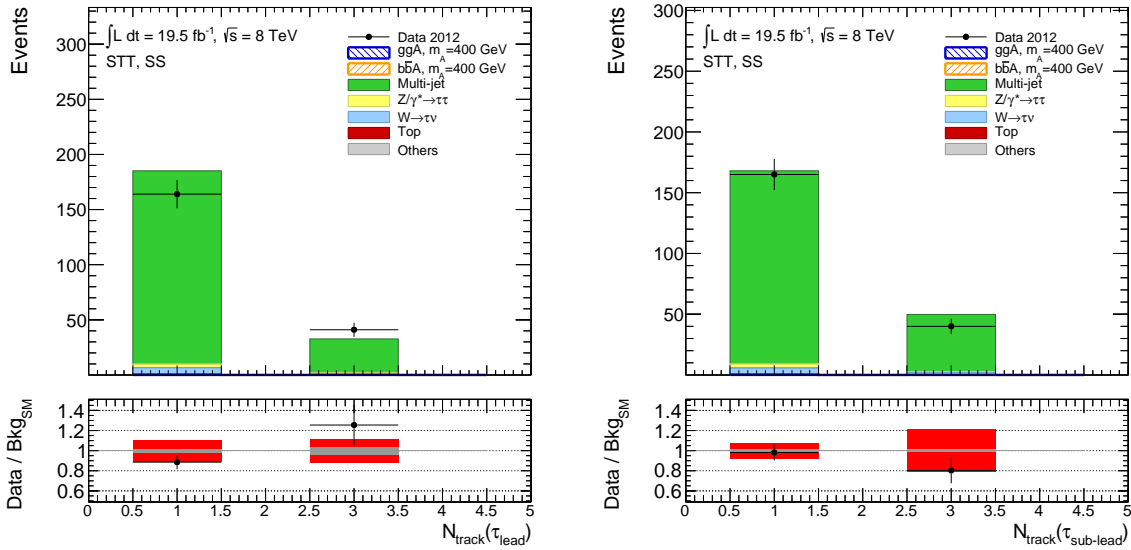 Events
∫L dt = 19.5 fb⁻¹, √s = 8 TeV
STT, SS
Data 2012
ggA, m_A=400 GeV
bb̄A, m_A=400 GeV
Multi-jet
Z/γ*→ττ
W→τν
Top
Others
300
250
200
150
100
50
Data / Bkg_SM
1.4
1.2
1
0.8
0.6
0 0.5 1 1.5 2 2.5 3 3.5 4 4.5 5
N_track(τ_lead)
Events
∫L dt = 19.5 fb⁻¹, √s = 8 TeV
STT, SS
Data 2012
ggA, m_A=400 GeV
bb̄A, m_A=400 GeV
Multi-jet
Z/γ*→ττ
W→τν
Top
Others
300
250
200
150
100
50
Data / Bkg_SM
1.4
1.2
1
0.8
0.6
0 0.5 1 1.5 2 2.5 3 3.5 4 4.5 5
N_track(τ_sub-lead)